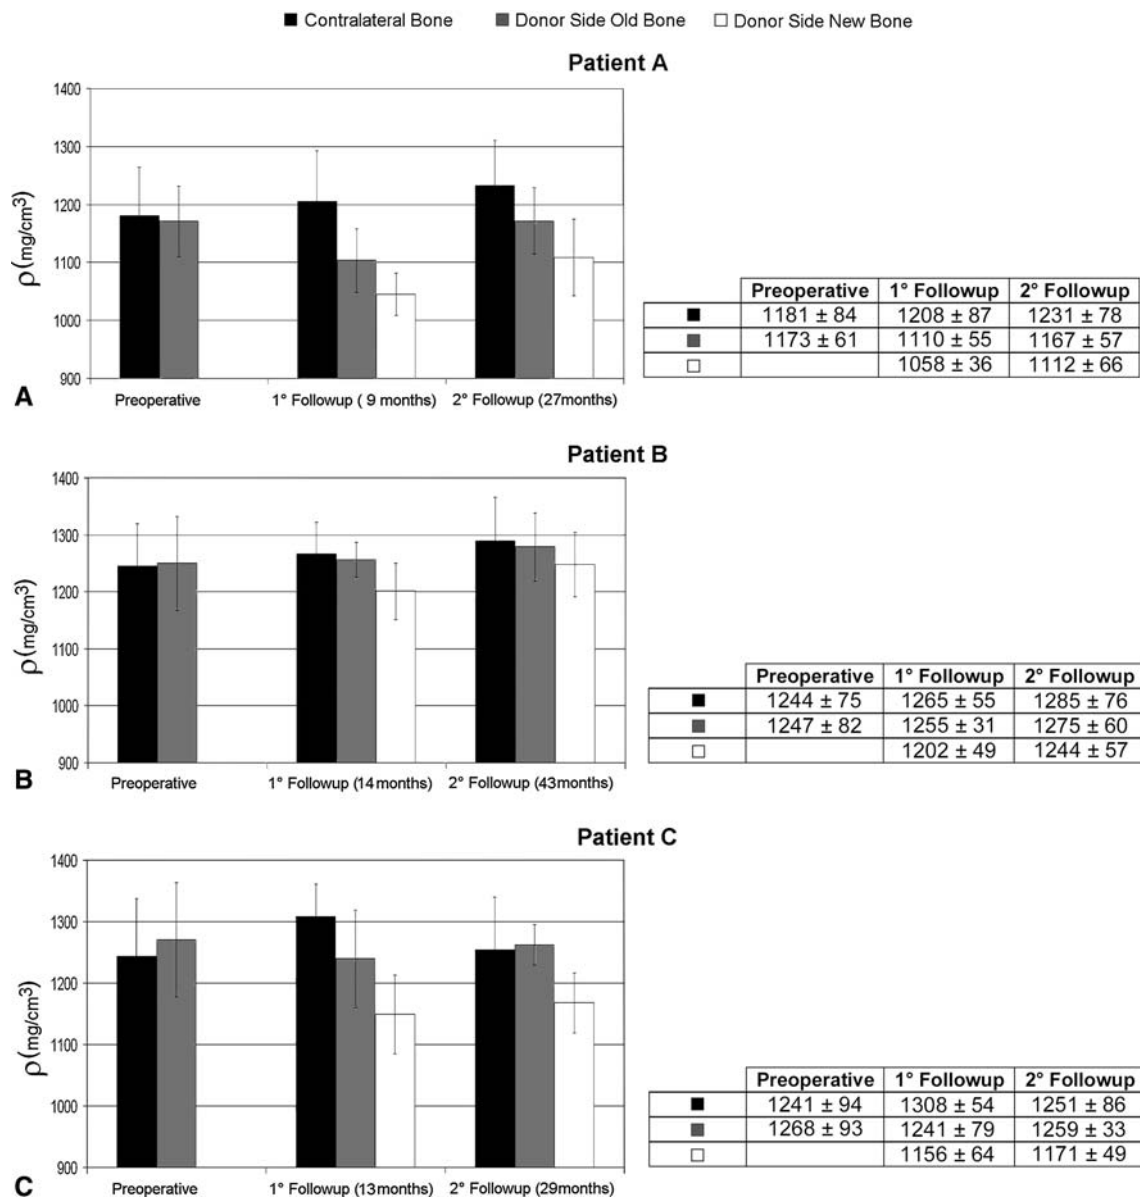 Contralateral Bone Donor Side Old Bone Donor Side New Bone
Patient A
1400
1300
1200
1100
1000
900
ρ(mg/cm³)
Preoperative 1° Followup ( 9 months) 2° Followup (27months)
A
Preoperative 1° Followup 2° Followup
1181 ± 84 1208 ± 87 1231 ± 78
1173 ± 61 1110 ± 55 1167 ± 57
1058 ± 36 1112 ± 66
Patient B
1400
1300
1200
1100
1000
900
ρ(mg/cm³)
Preoperative 1° Followup (14months) 2° Followup (43months)
B
Preoperative 1° Followup 2° Followup
1244 ± 75 1265 ± 55 1285 ± 76
1247 ± 82 1255 ± 31 1275 ± 60
1202 ± 49 1244 ± 57
Patient C
1400
1300
1200
1100
1000
900
ρ(mg/cm³)
Preoperative 1° Followup (13months) 2° Followup (29months)
C
Preoperative 1° Followup 2° Followup
1241 ± 94 1308 ± 54 1251 ± 86
1268 ± 93 1241 ± 79 1259 ± 33
1156 ± 64 1171 ± 49